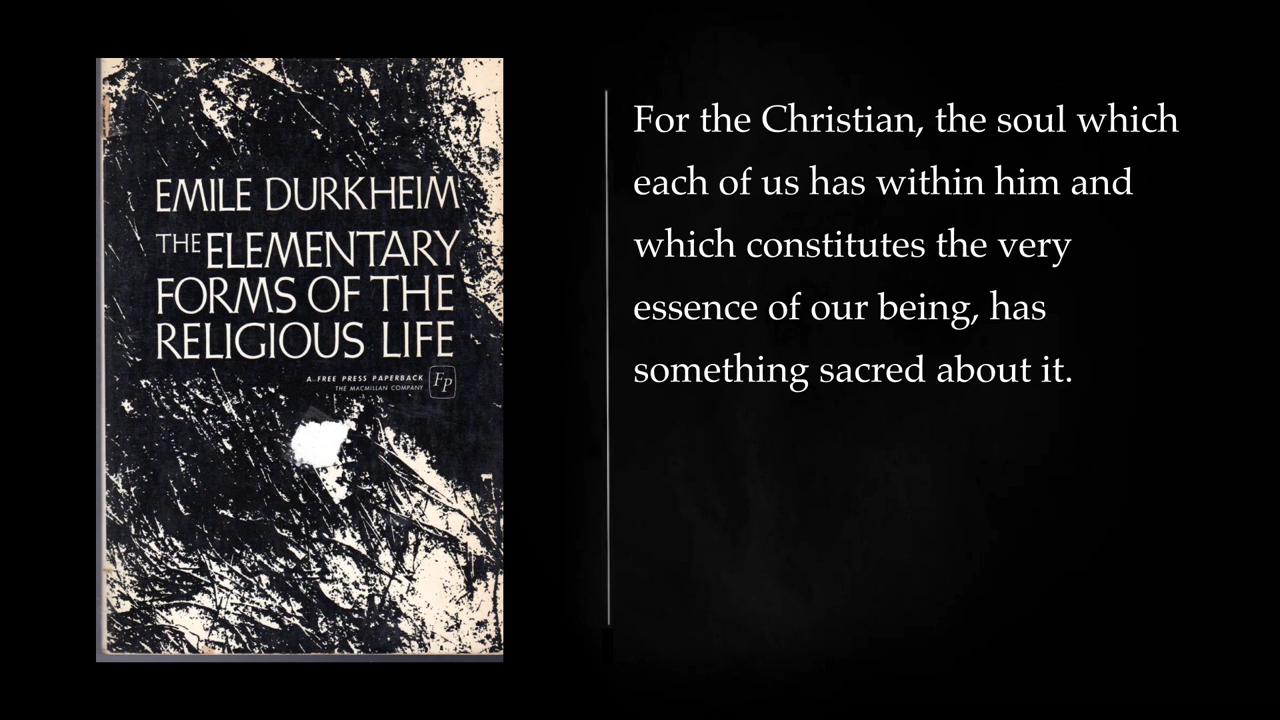 EMILE DURKHEIM
THE ELEMENTARY
FORMS OF THE
RELIGIOUS LIFE
A FREE PRESS PAPERBACK
THE MACMILLAN COMPANY
Fp
For the Christian, the soul which
each of us has within him and
which constitutes the very
essence of our being, has
something sacred about it.